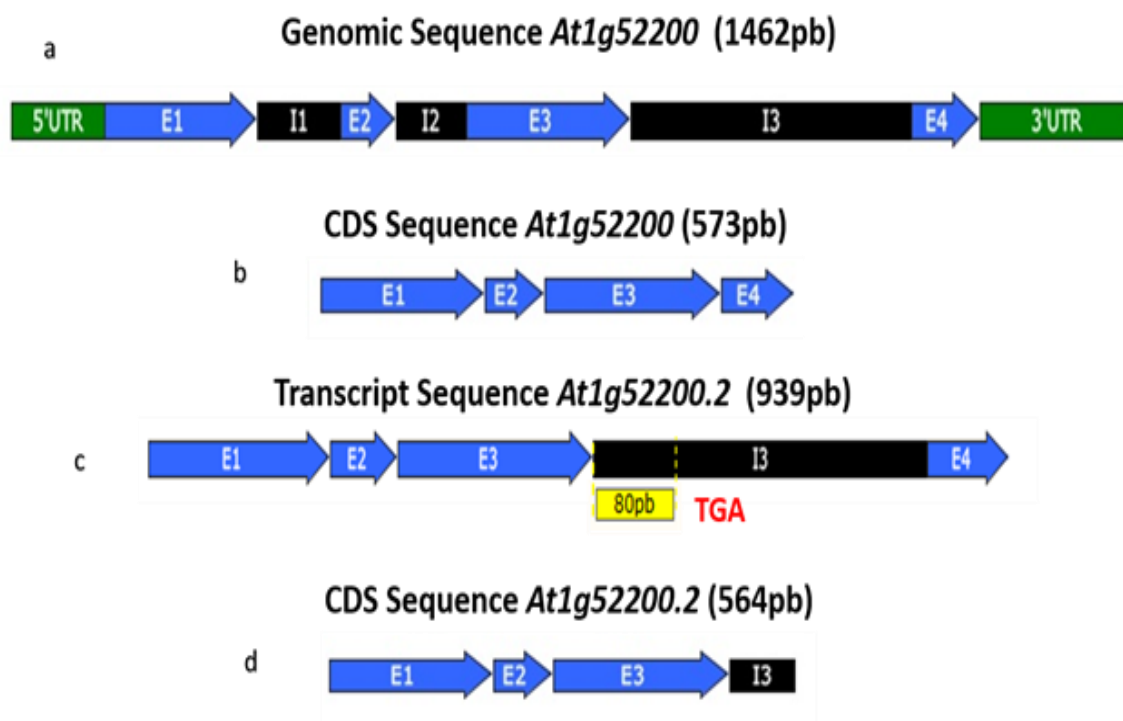 Genomic Sequence At1g52200 (1462pb)
a
5'UTR E1 I1 E2 I2 E3 I3 E4 3'UTR
CDS Sequence At1g52200 (573pb)
b
E1 E2 E3 E4
Transcript Sequence At1g52200.2 (939pb)
c
E1 E2 E3 I3 E4
80pb TGA
CDS Sequence At1g52200.2 (564pb)
d
E1 E2 E3 I3